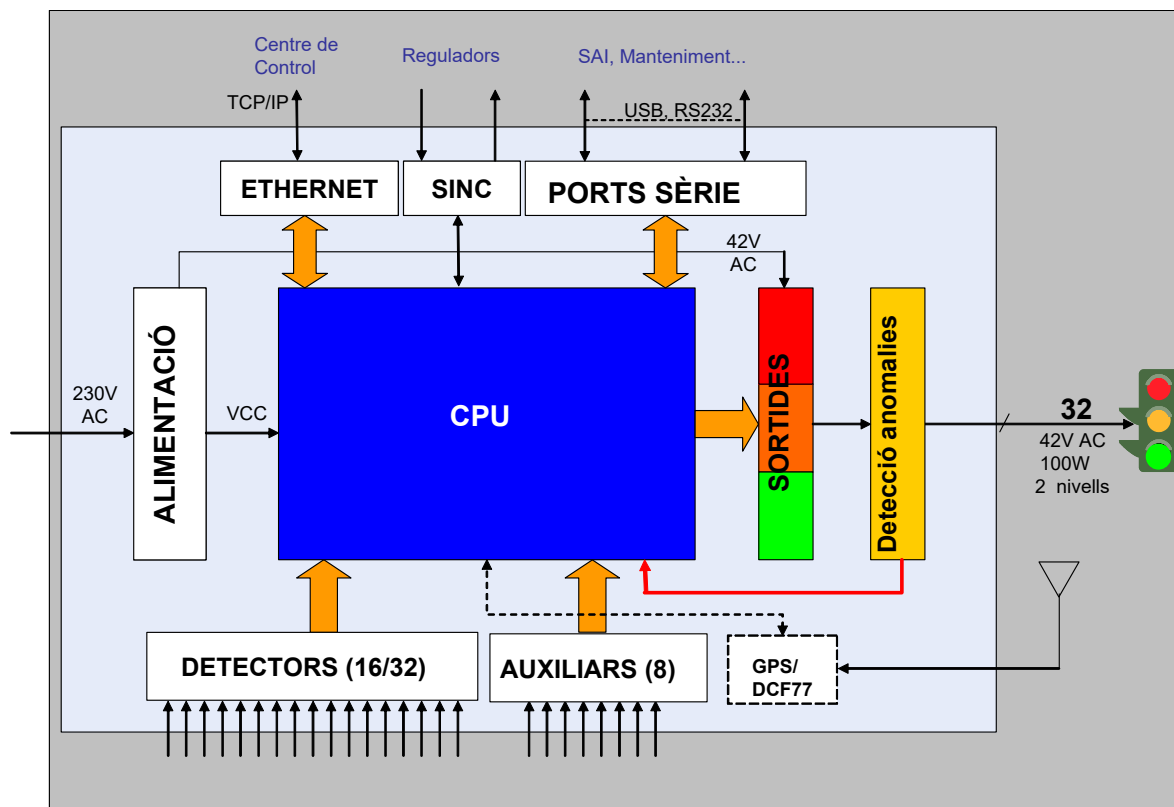 Centre de
Control
Reguladors
SAI, Manteniment...
TCP/IP
USB, RS232
ETHERNET
SINC
PORTS SÈRIE
42V
AC
ALIMENTACIÓ
230V
AC
VCC
CPU
SORTIDES
Detecció anomalies
32
42V AC
100W
2 nivells
DETECTORS (16/32)
AUXILIARS (8)
GPS/
DCF77